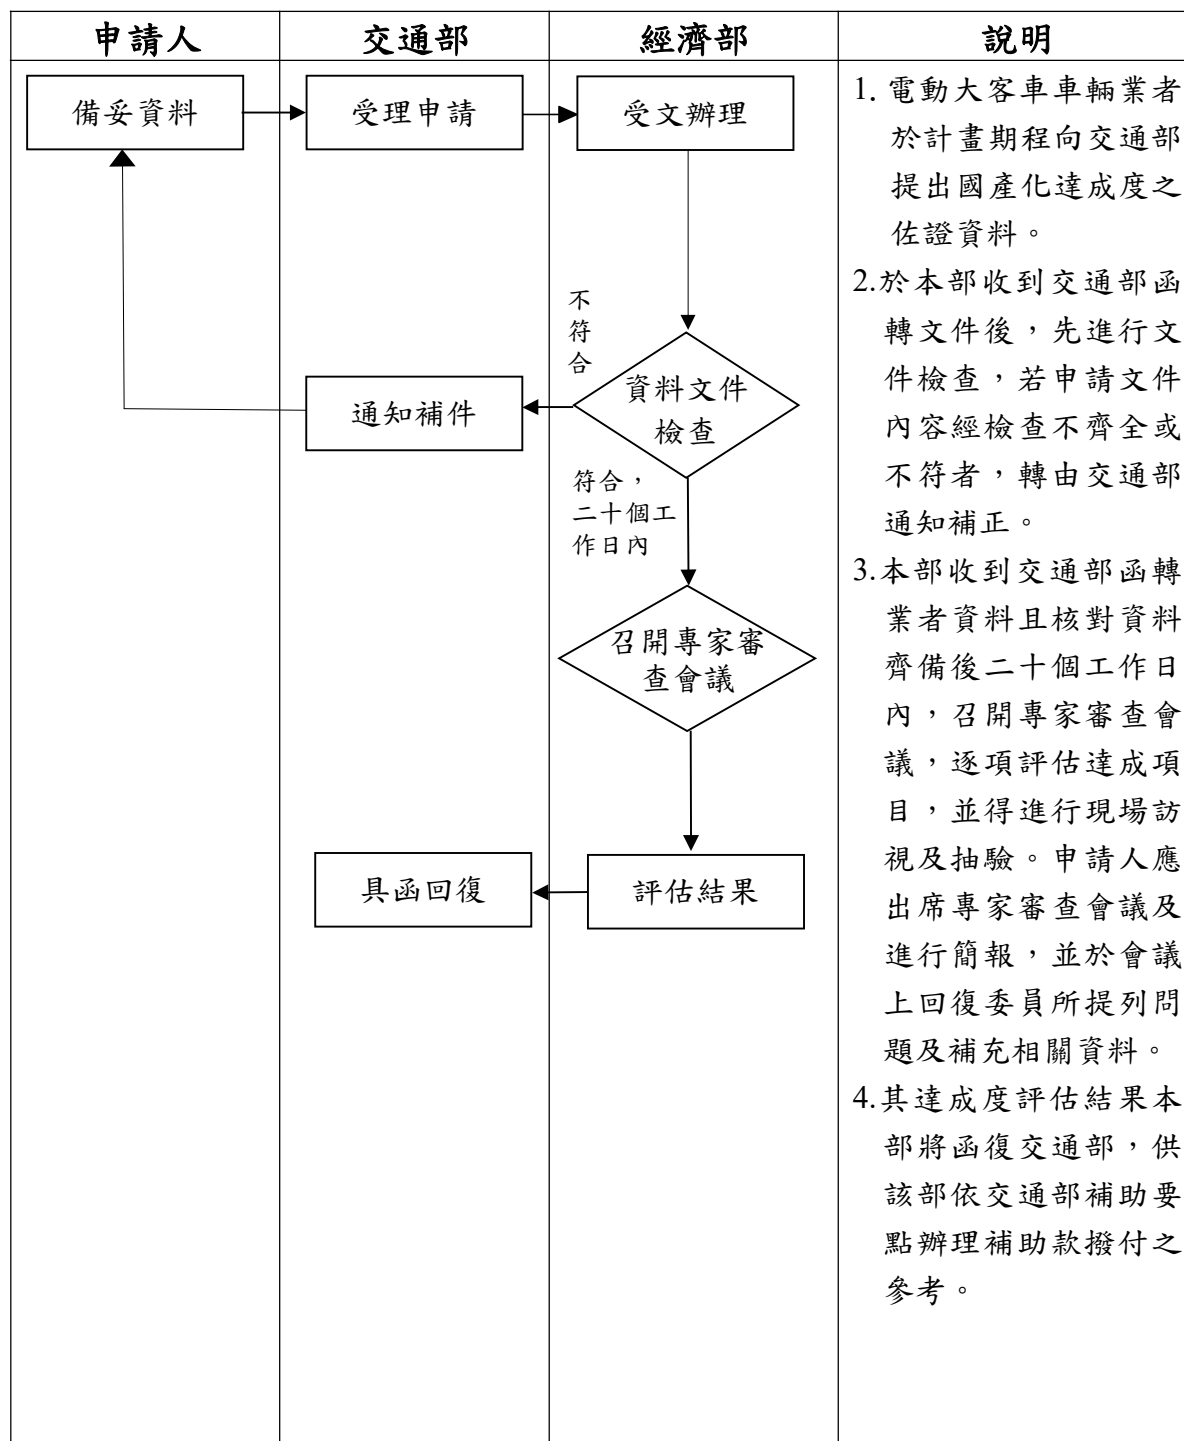 申請人
交通部
經濟部
說明
備妥資料
受理申請
受文辦理
不
符
合
資料文件
檢查
通知補件
符合，
二十個工
作日內
召開專家審
查會議
具函回復
評估結果
1. 電動大客車車輛業者
於計畫期程向交通部
提出國產化達成度之
佐證資料。
2.於本部收到交通部函
轉文件後，先進行文
件檢查，若申請文件
內容經檢查不齊全或
不符者，轉由交通部
通知補正。
3.本部收到交通部函轉
業者資料且核對資料
齊備後二十個工作日
內，召開專家審查會
議，逐項評估達成項
目，並得進行現場訪
視及抽驗。申請人應
出席專家審查會議及
進行簡報，並於會議
上回復委員所提列問
題及補充相關資料。
4.其達成度評估結果本
部將函復交通部，供
該部依交通部補助要
點辦理補助款撥付之
參考。